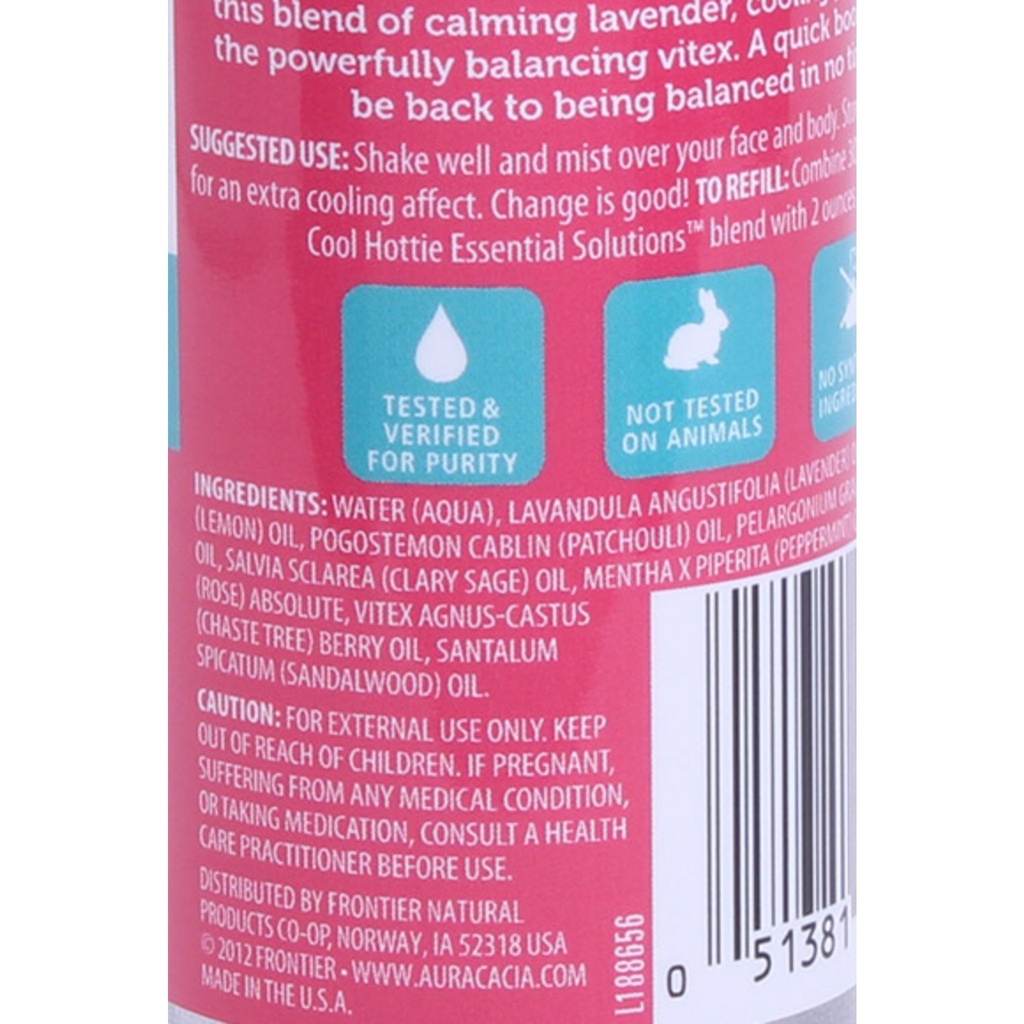 this blend of calming lavender,
the powerfully balancing vitex. A quick
be back to being balanced in no
SUGGESTED USE: Shake well and mist over your face and body.
for an extra cooling affect. Change is good! TO REFILL: Combine
Cool Hottie Essential Solutions™ blend with 2 ounces
TESTED &
VERIFIED
FOR PURITY
NOT TESTED
ON ANIMALS
NO
INGREDIENTS: WATER (AQUA), LAVANDULA ANGUSTIFOLIA (LAVENDER)
(LEMON) OIL, POGOSTEMON CABLIN (PATCHOULI) OIL, PELARGONIUM
OIL, SALVIA SCLAREA (CLARY SAGE) OIL, MENTHA X PIPERITA (PEPPERMINT)
(ROSE) ABSOLUTE, VITEX AGNUS-CASTUS
(CHASTE TREE) BERRY OIL, SANTALUM
SPICATUM (SANDALWOOD) OIL.
CAUTION: FOR EXTERNAL USE ONLY. KEEP
OUT OF REACH OF CHILDREN. IF PREGNANT,
SUFFERING FROM ANY MEDICAL CONDITION,
OR TAKING MEDICATION, CONSULT A HEALTH
CARE PRACTITIONER BEFORE USE.
DISTRIBUTED BY FRONTIER NATURAL
PRODUCTS CO-OP, NORWAY, IA 52318 USA
© 2012 FRONTIER • WWW.AURACACIA.COM
MADE IN THE U.S.A.
L188656
0 51381